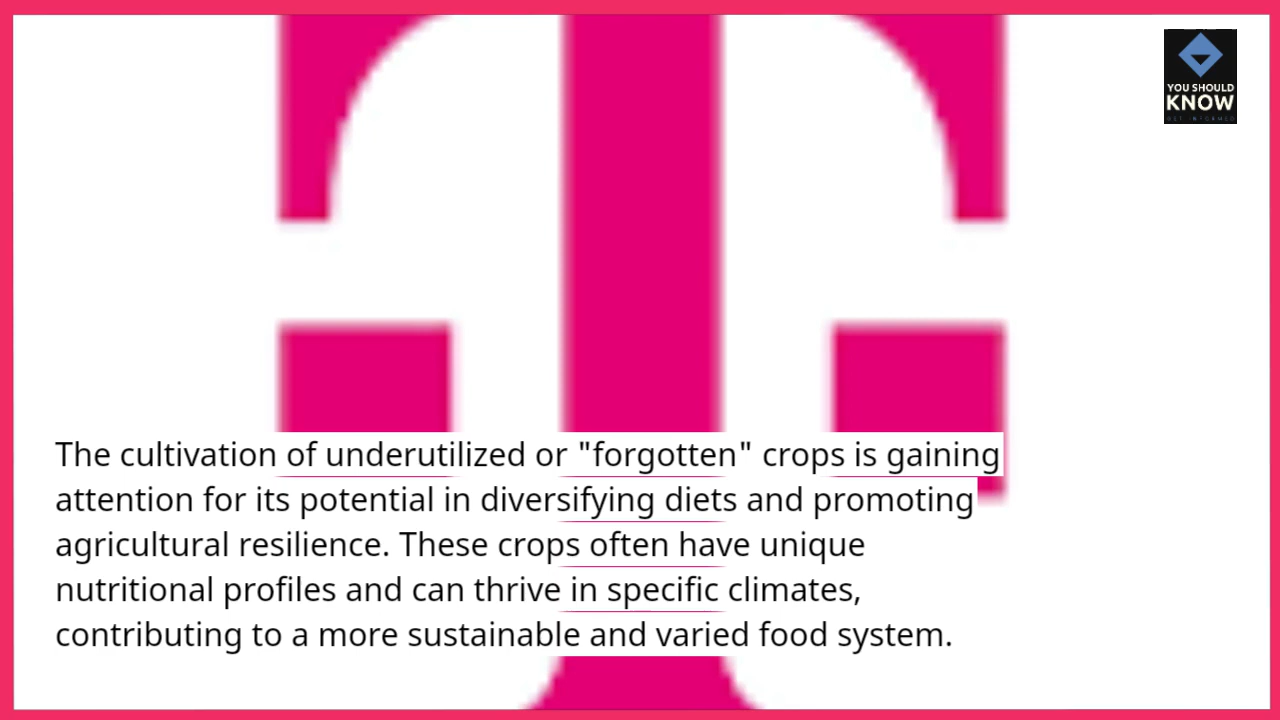 YOU SHOULD
KNOW
GET INFORMED
The cultivation of underutilized or "forgotten" crops is gaining
attention for its potential in diversifying diets and promoting
agricultural resilience. These crops often have unique
nutritional profiles and can thrive in specific climates,
contributing to a more sustainable and varied food system.